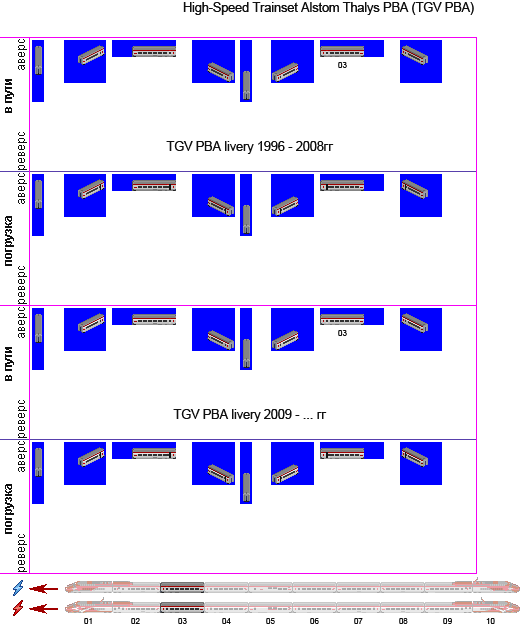 High-Speed Trainset Alstom Thalys PBA (TGV PBA)
аверс
в пути
03
реверс
TGV PBA livery 1996 - 2008гг
аверс
погрузка
реверс
аверс
в пути
03
реверс
TGV PBA livery 2009 - ... гг
аверс
погрузка
реверс
01 02 03 04 05 06 07 08 09 10